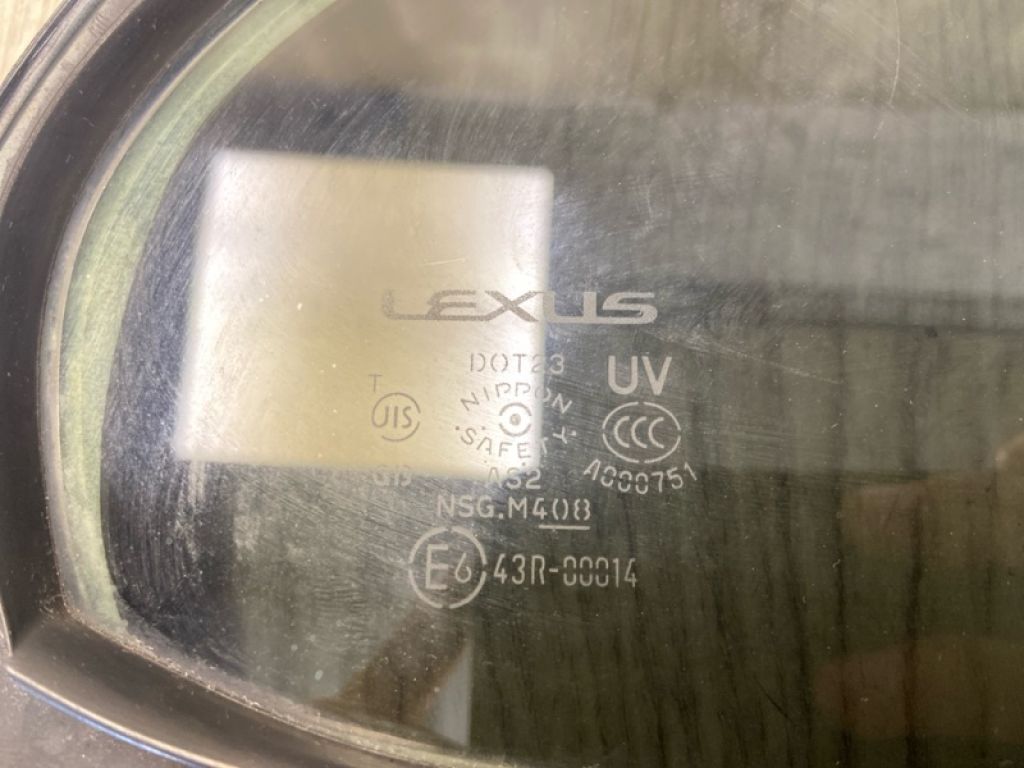 LEXUS
DOT23
UV
T
JIS
NIPPON
·SAFETY·
CCC
A000751
AS2
NSG.M408
E6 43R-00014